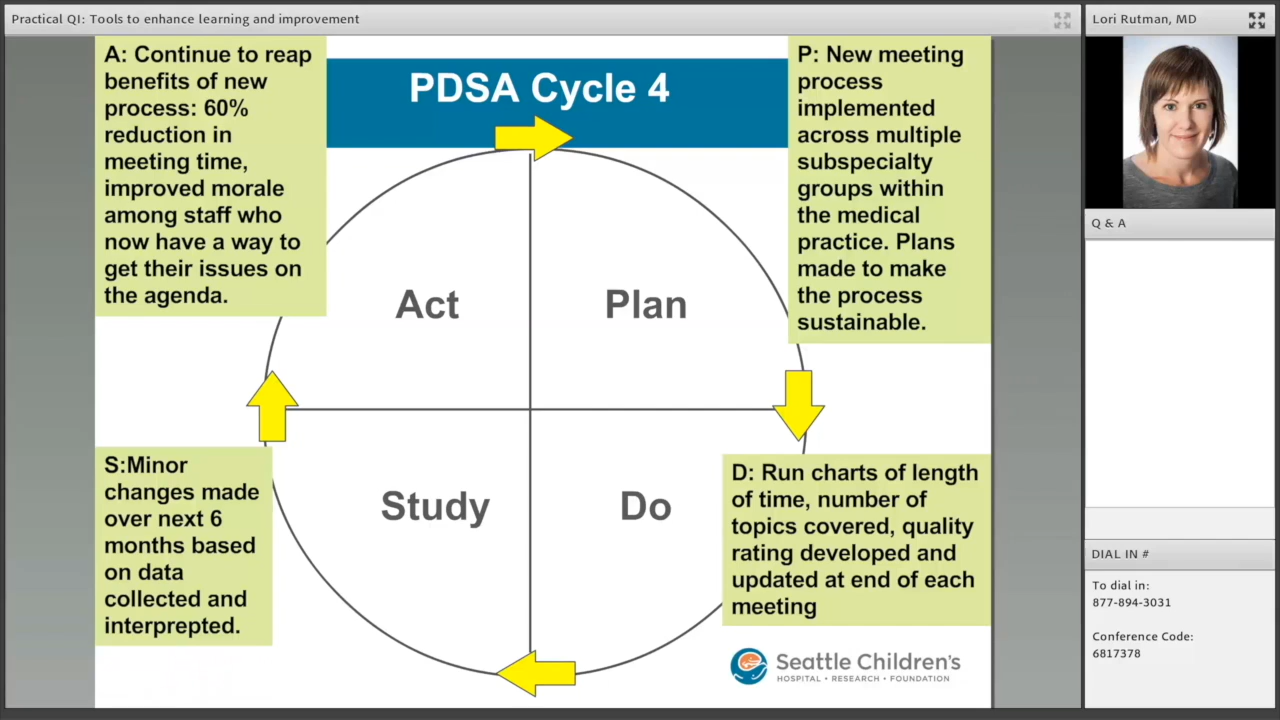 Practical QI: Tools to enhance learning and improvement
Lori Rutman, MD
A: Continue to reap
benefits of new
process: 60%
reduction in
meeting time,
improved morale
among staff who
now have a way to
get their issues on
the agenda.
PDSA Cycle 4
P: New meeting
process
implemented
across multiple
subspecialty
groups within
the medical
practice. Plans
made to make
the process
sustainable.
Act
Plan
Study
Do
S:Minor
changes made
over next 6
months based
on data
collected and
interprepted.
D: Run charts of length
of time, number of
topics covered, quality
rating developed and
updated at end of each
meeting
Seattle Children's
HOSPITAL • RESEARCH • FOUNDATION
Q & A
DIAL IN #
To dial in:
877-894-3031
Conference Code:
6817378